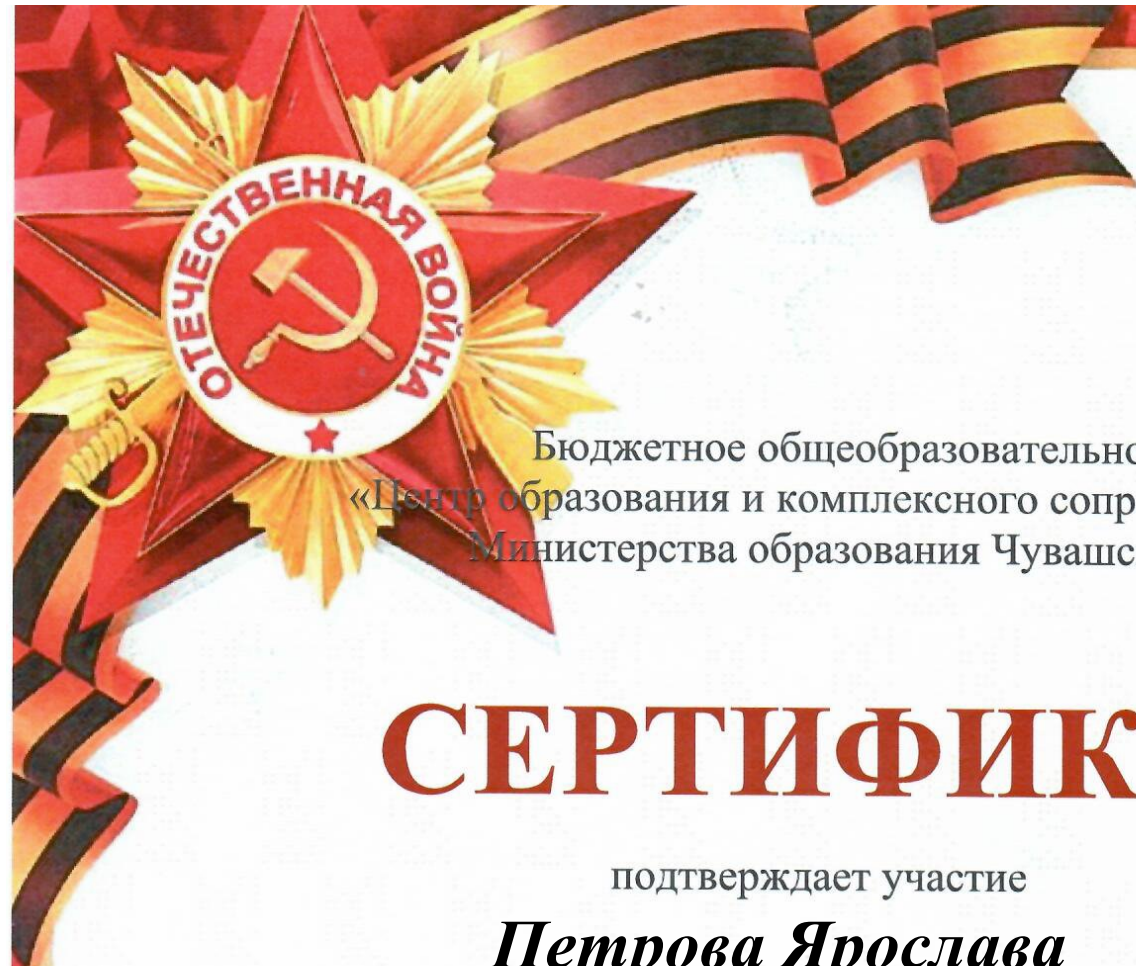 ОТЕЧЕСТВЕННАЯ ВОЙНА
Бюджетное общеобразовательно
«Центр образования и комплексного сопр
Министерства образования Чувашс
СЕРТИФИК
подтверждает участие
Петрова Ярослава